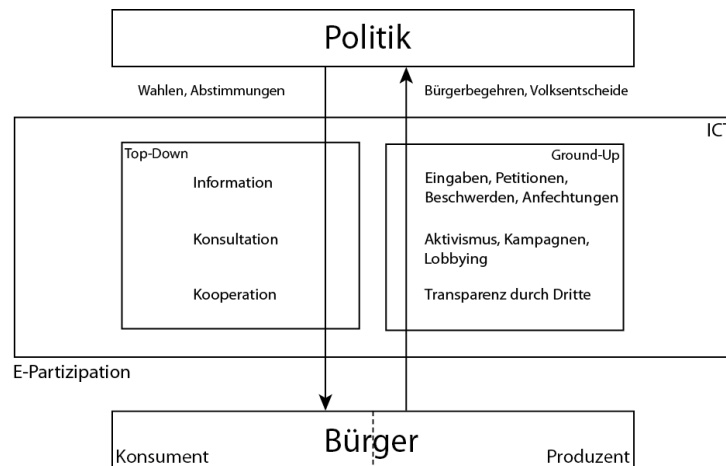 Politik
Wahlen, Abstimmungen
Bürgerbegehren, Volksentscheide
ICT
Top-Down
Ground-Up
Information
Eingaben, Petitionen,
Beschwerden, Anfechtungen
Konsultation
Aktivismus, Kampagnen,
Lobbying
Kooperation
Transparenz durch Dritte
E-Partizipation
Bürger
Konsument
Produzent